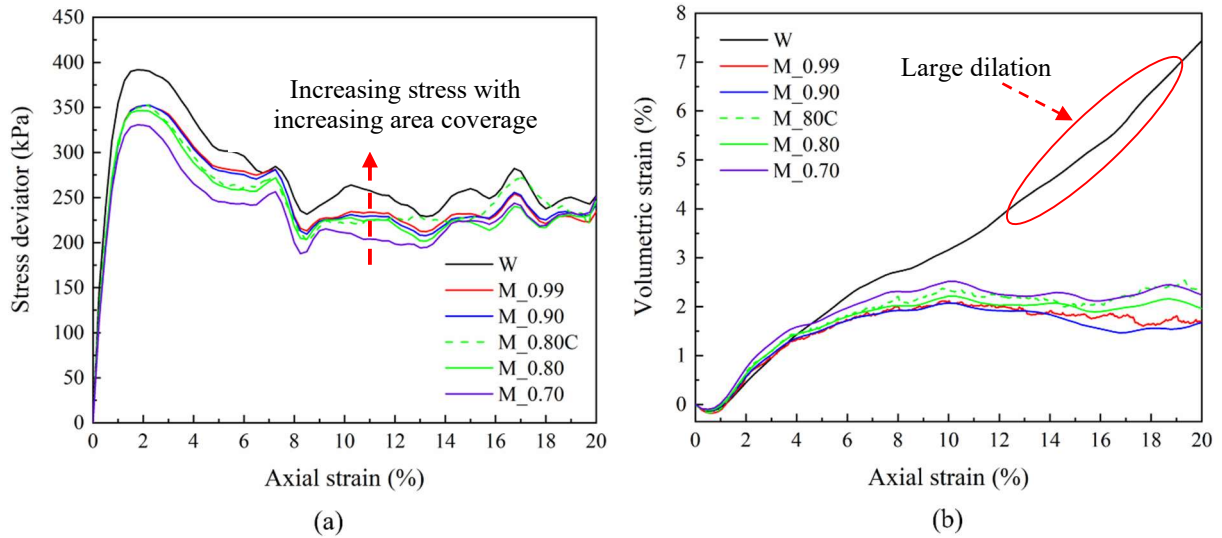 450
400
350
300
250
200
150
100
50
0
0
2
4
6
8
10
12
14
16
18
20
Stress deviator (kPa)
Axial strain (%)
Increasing stress with
increasing area coverage
W
M_0.99
M_0.90
M_0.80C
M_0.80
M_0.70
(a)
8
7
6
5
4
3
2
1
0
0
2
4
6
8
10
12
14
16
18
20
Volumetric strain (%)
Axial strain (%)
W
M_0.99
M_0.90
M_80C
M_0.80
M_0.70
Large dilation
(b)